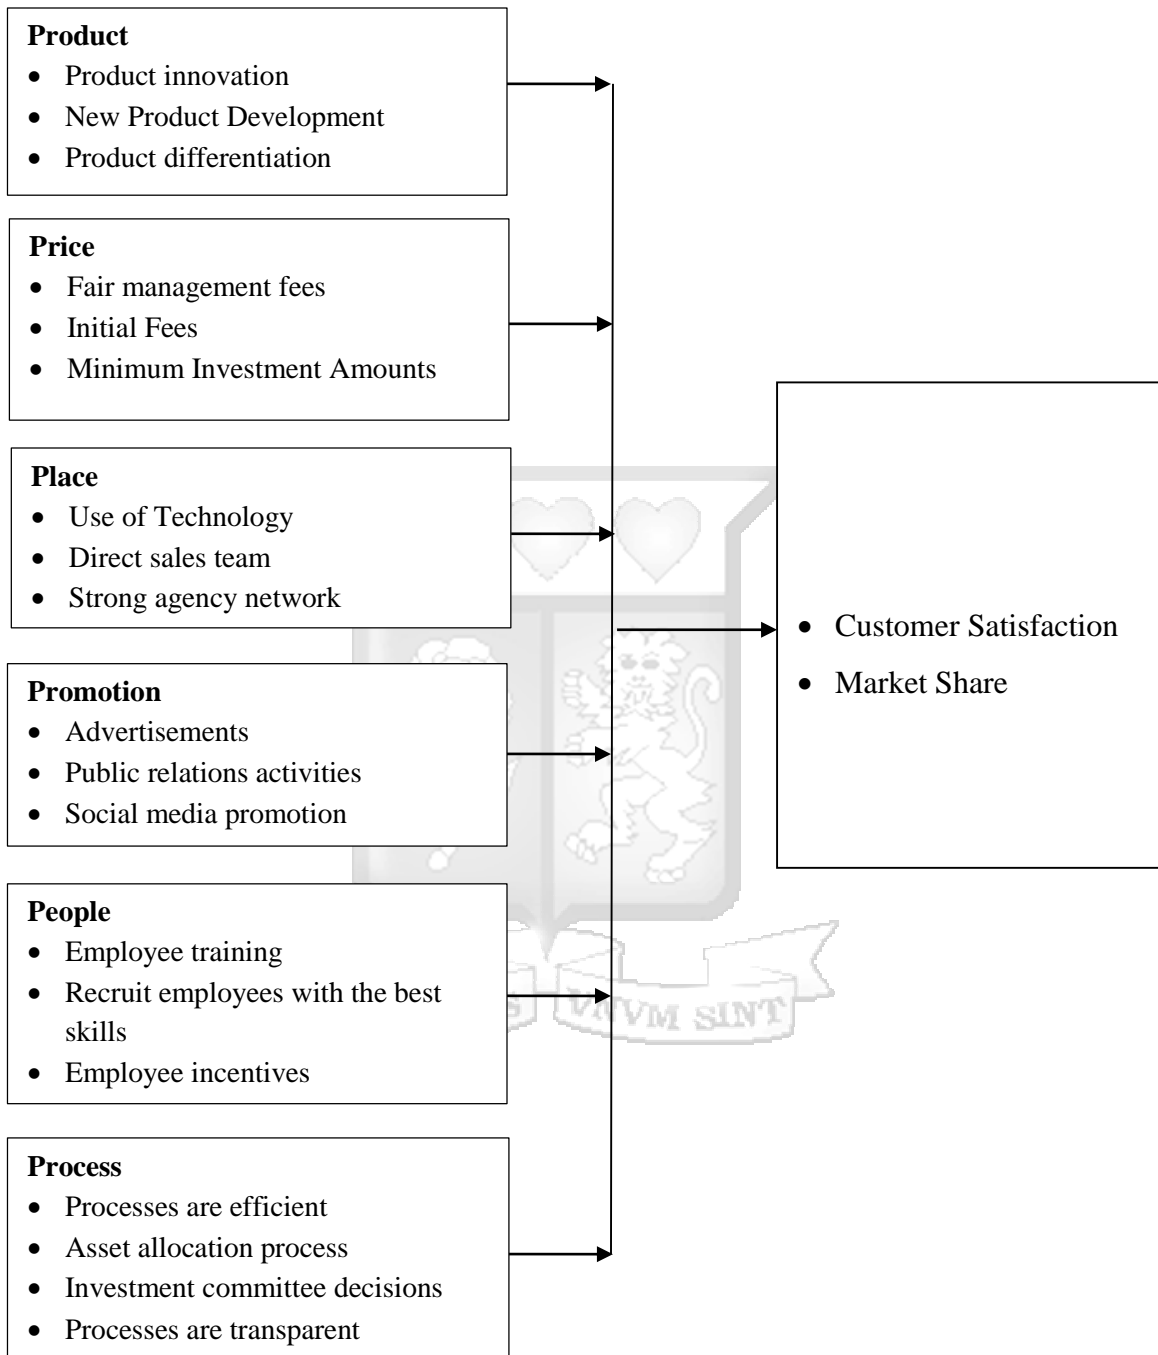 Product
• Product innovation
• New Product Development
• Product differentiation
Price
• Fair management fees
• Initial Fees
• Minimum Investment Amounts
Place
• Use of Technology
• Direct sales team
• Strong agency network
• Customer Satisfaction
• Market Share
Promotion
• Advertisements
• Public relations activities
• Social media promotion
People
• Employee training
• Recruit employees with the best
skills
• Employee incentives
VNVM SINT
Process
• Processes are efficient
• Asset allocation process
• Investment committee decisions
• Processes are transparent